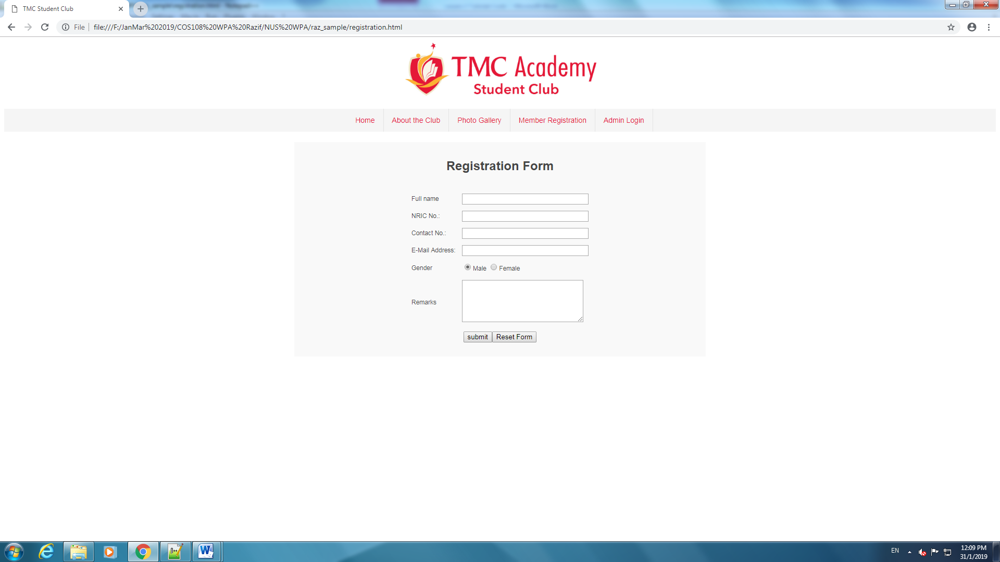 TMC Student Club
File file:///F:/JanMar%202019/COS108%20WPA%20Razif/NUS%20WPA/raz_sample/registration.html
TMC Academy
Student Club
Home About the Club Photo Gallery Member Registration Admin Login
Registration Form
Full name
NRIC No.:
Contact No.:
E-Mail Address:
Gender Male Female
Remarks
submit Reset Form
EN 12:09 PM
31/1/2019